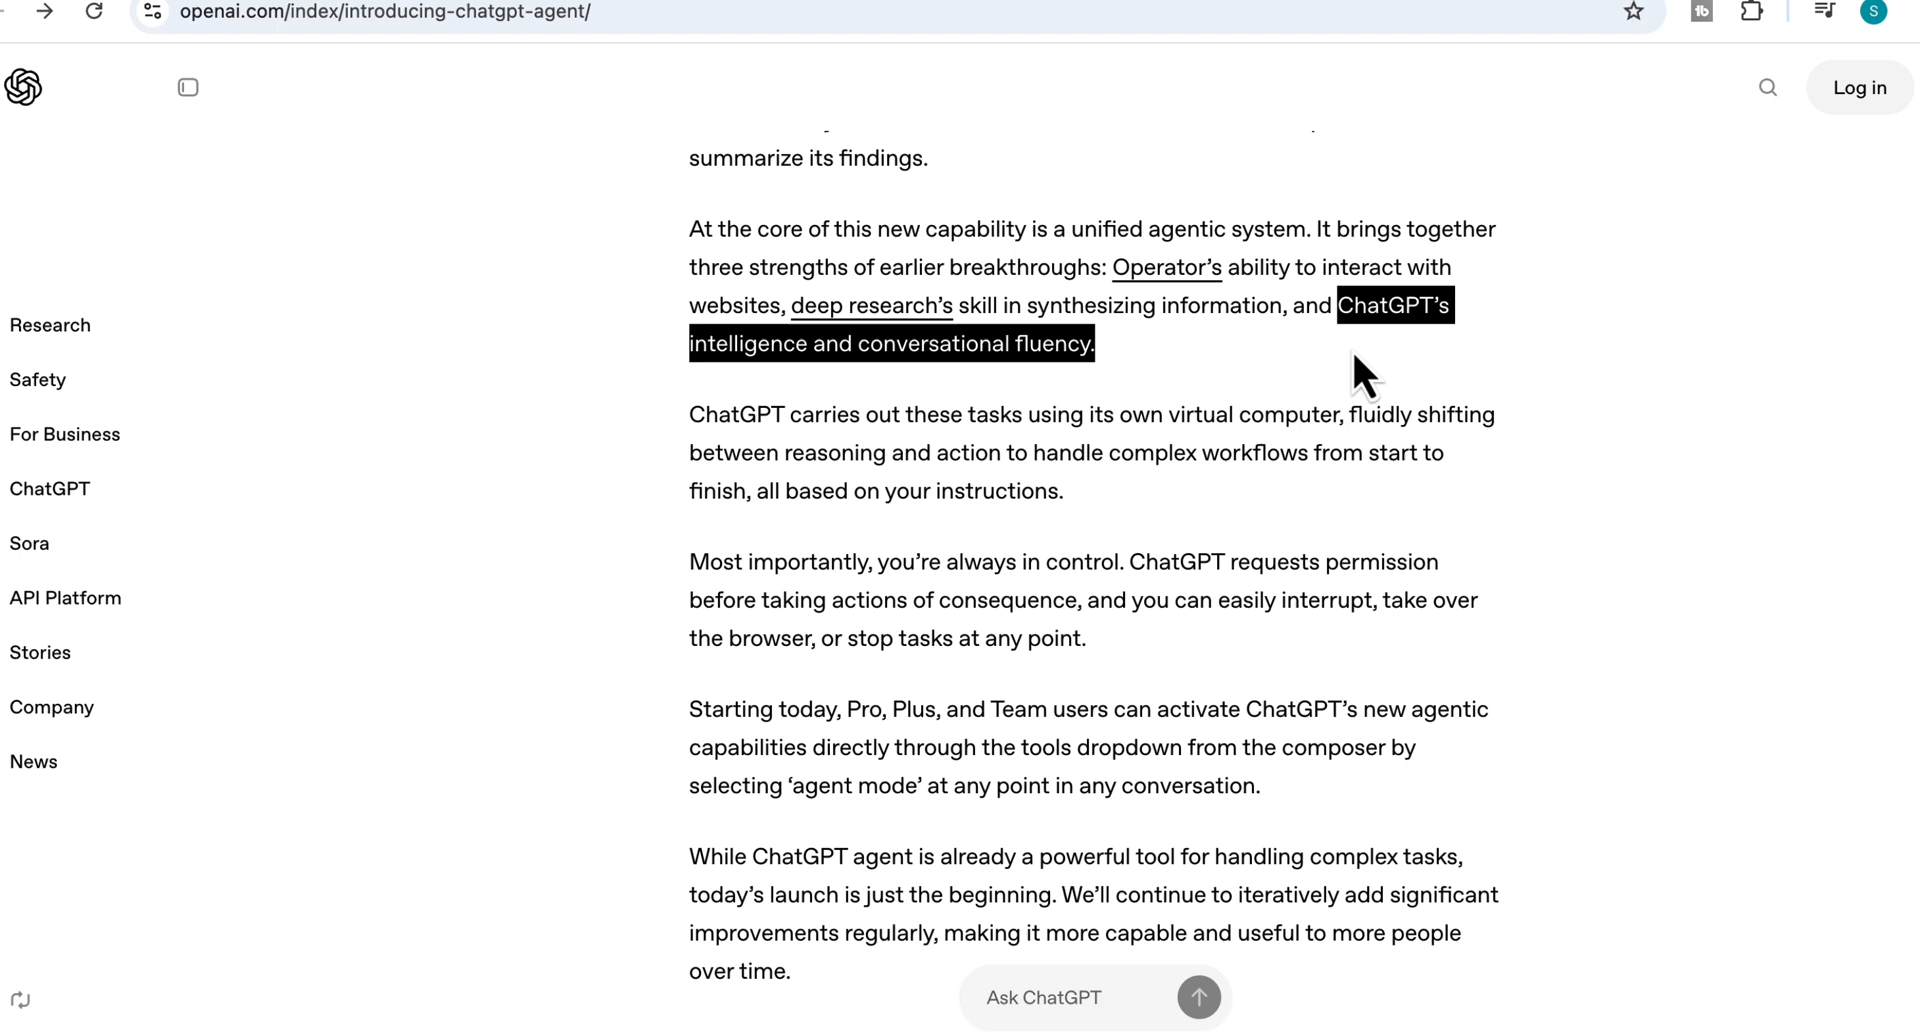 openai.com/index/introducing-chatgpt-agent/
tb
S
Log in
summarize its findings.
At the core of this new capability is a unified agentic system. It brings together
three strengths of earlier breakthroughs: Operator’s ability to interact with
websites, deep research’s skill in synthesizing information, and ChatGPT’s
intelligence and conversational fluency.
ChatGPT carries out these tasks using its own virtual computer, fluidly shifting
between reasoning and action to handle complex workflows from start to
finish, all based on your instructions.
Most importantly, you’re always in control. ChatGPT requests permission
before taking actions of consequence, and you can easily interrupt, take over
the browser, or stop tasks at any point.
Starting today, Pro, Plus, and Team users can activate ChatGPT’s new agentic
capabilities directly through the tools dropdown from the composer by
selecting ‘agent mode’ at any point in any conversation.
While ChatGPT agent is already a powerful tool for handling complex tasks,
today’s launch is just the beginning. We’ll continue to iteratively add significant
improvements regularly, making it more capable and useful to more people
over time.
Research
Safety
For Business
ChatGPT
Sora
API Platform
Stories
Company
News
Ask ChatGPT